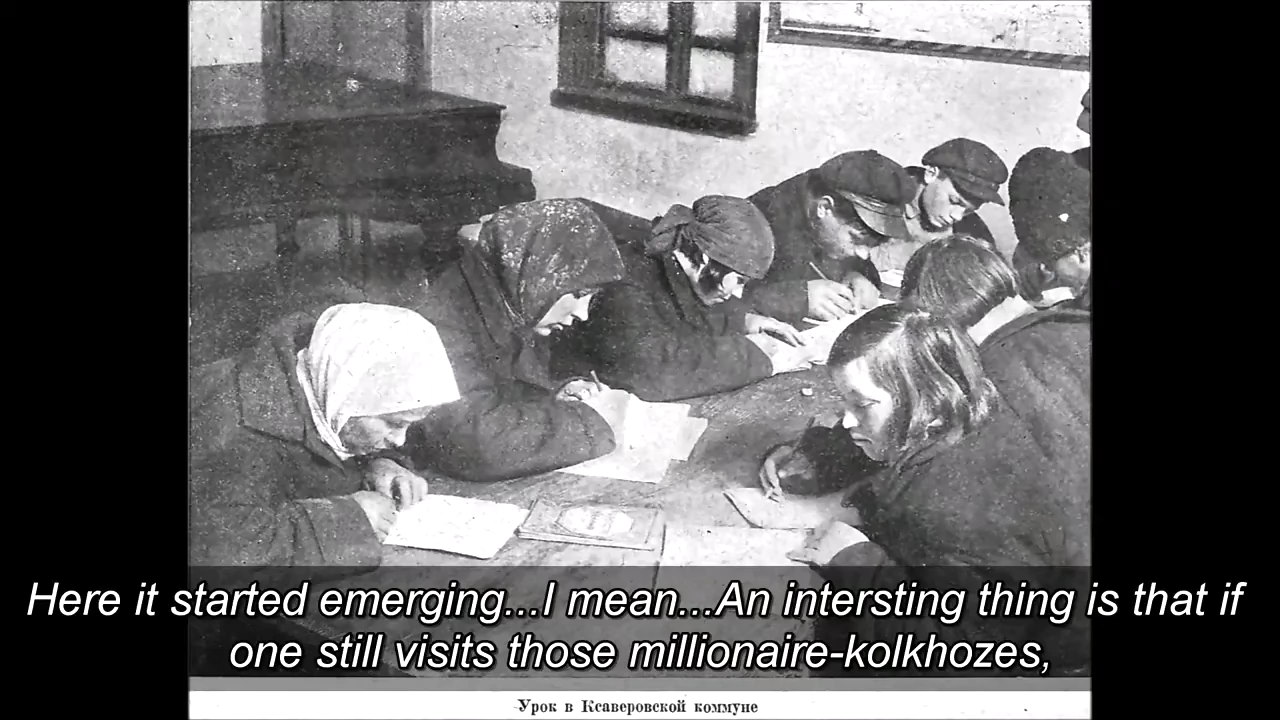 Here it started emerging...I mean...An intersting thing is that if
one still visits those millionaire-kolkhozes,
Урок в Ксаверовской коммуне